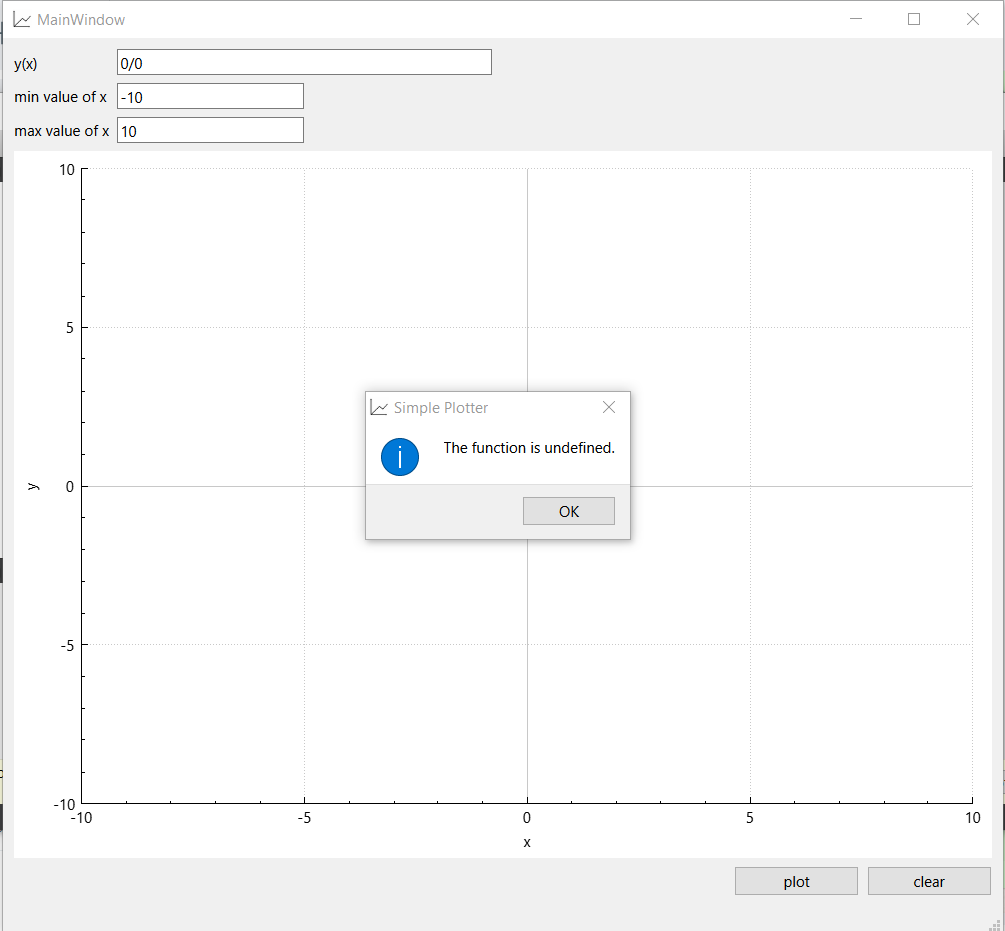 MainWindow
y(x) 0/0
min value of x -10
max value of x 10
10
5
Simple Plotter
The function is undefined.
y 0
OK
-5
-10
-10 -5 0 5 10
x
plot clear